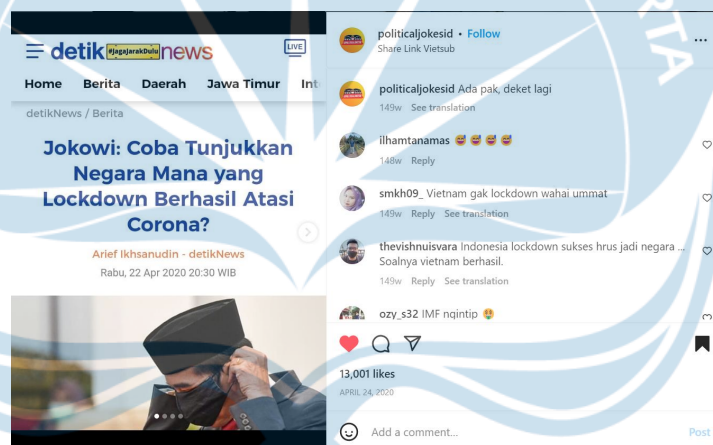 detik #JagaJarakDulu news LIVE
Home Berita Daerah Jawa Timur Int
detikNews / Berita
Jokowi: Coba Tunjukkan
Negara Mana yang
Lockdown Berhasil Atasi
Corona?
Arief Ikhsanudin - detikNews
Rabu, 22 Apr 2020 20:30 WIB
politicaljokesid • Follow
Share Link Vietsub
politicaljokesid Ada pak, deket lagi
149w See translation
ilhamtanamas 😅 😅 😅 😅
148w Reply
smkh09_ Vietnam gak lockdown wahai ummat
149w Reply See translation
thevishnuisvara Indonesia lockdown sukses hrus jadi negara ...
Soalnya vietnam berhasil.
149w Reply See translation
ozy_s32 IMF ngintip 🤑
13,001 likes
APRIL 24, 2020
Add a comment...
Post
RTA